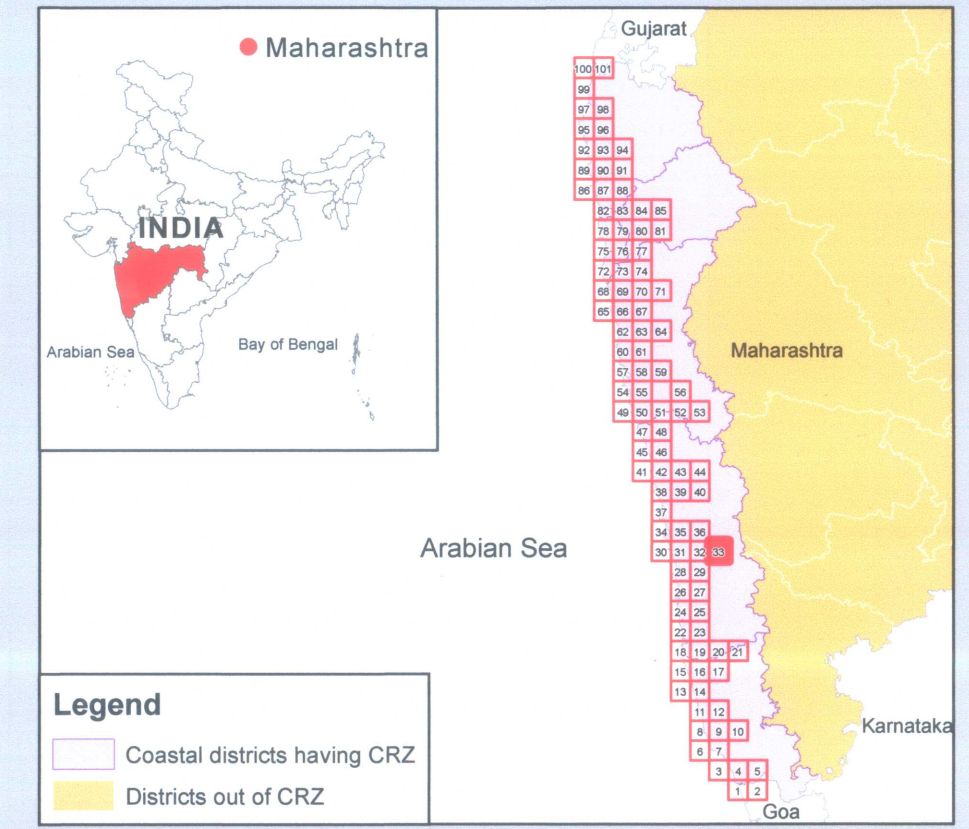 Maharashtra
INDIA
Arabian Sea
Bay of Bengal
Gujarat
100 101
99
97 98
95 96
92 93 94
89 90 91
86 87 88
82 83 84 85
78 79 80 81
75 76 77
72 73 74
68 69 70 71
65 66 67
62 63 64
60 61
Maharashtra
57 58 59
54 55 56
49 50 51 52 53
47 48
45 46
41 42 43 44
38 39 40
37
34 35 36
Arabian Sea
30 31 32 33
28 29
26 27
24 25
22 23
18 19 20 21
15 16 17
13 14
11 12
8 9 10
Karnataka
6 7
3 4 5
1 2
Goa
Legend
Coastal districts having CRZ
Districts out of CRZ